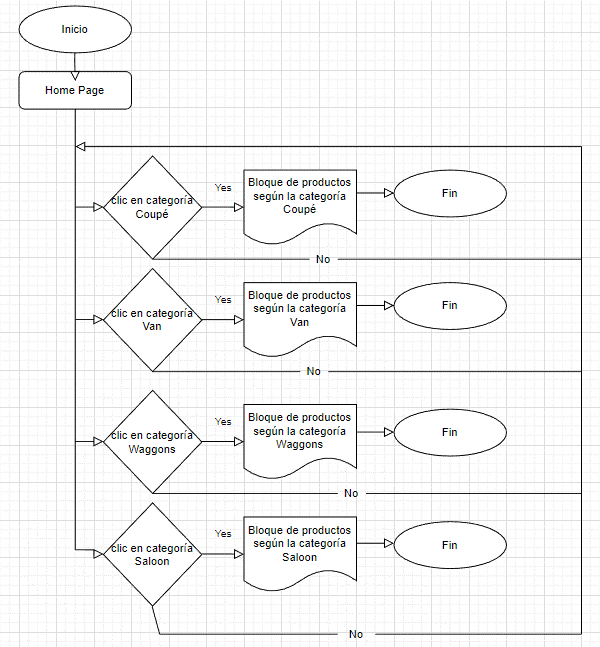 Inicio
Home Page
clic en categoría
Coupé
Yes
Bloque de productos
según la categoría
Coupé
Fin
No
clic en categoría
Van
Yes
Bloque de productos
según la categoría
Van
Fin
No
clic en categoría
Waggons
Yes
Bloque de productos
según la categoría
Waggons
Fin
No
clic en categoría
Saloon
Yes
Bloque de productos
según la categoría
Saloon
Fin
No